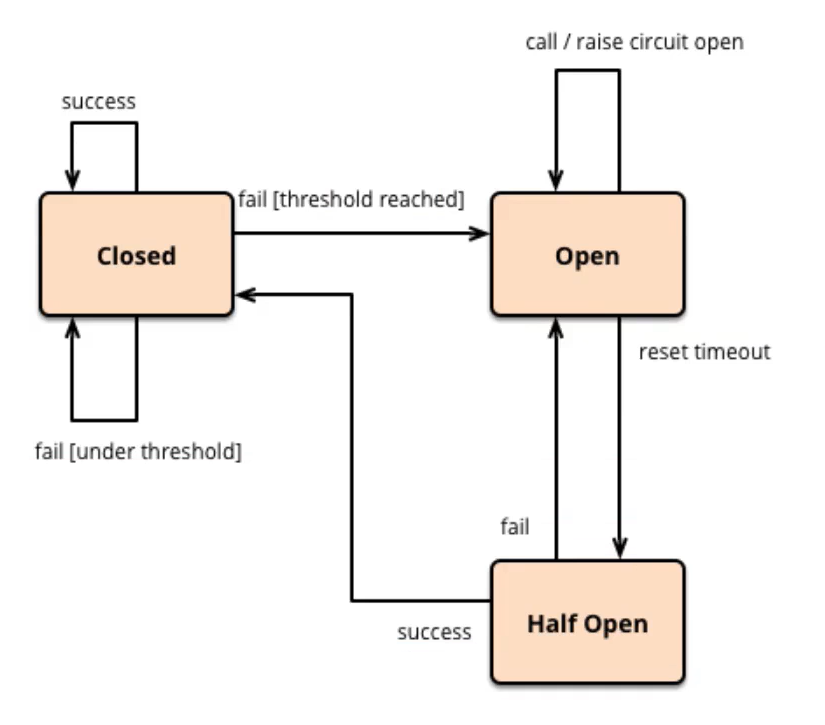 call / raise circuit open
success
fail [threshold reached]
Closed
Open
reset timeout
fail [under threshold]
fail
Half Open
success